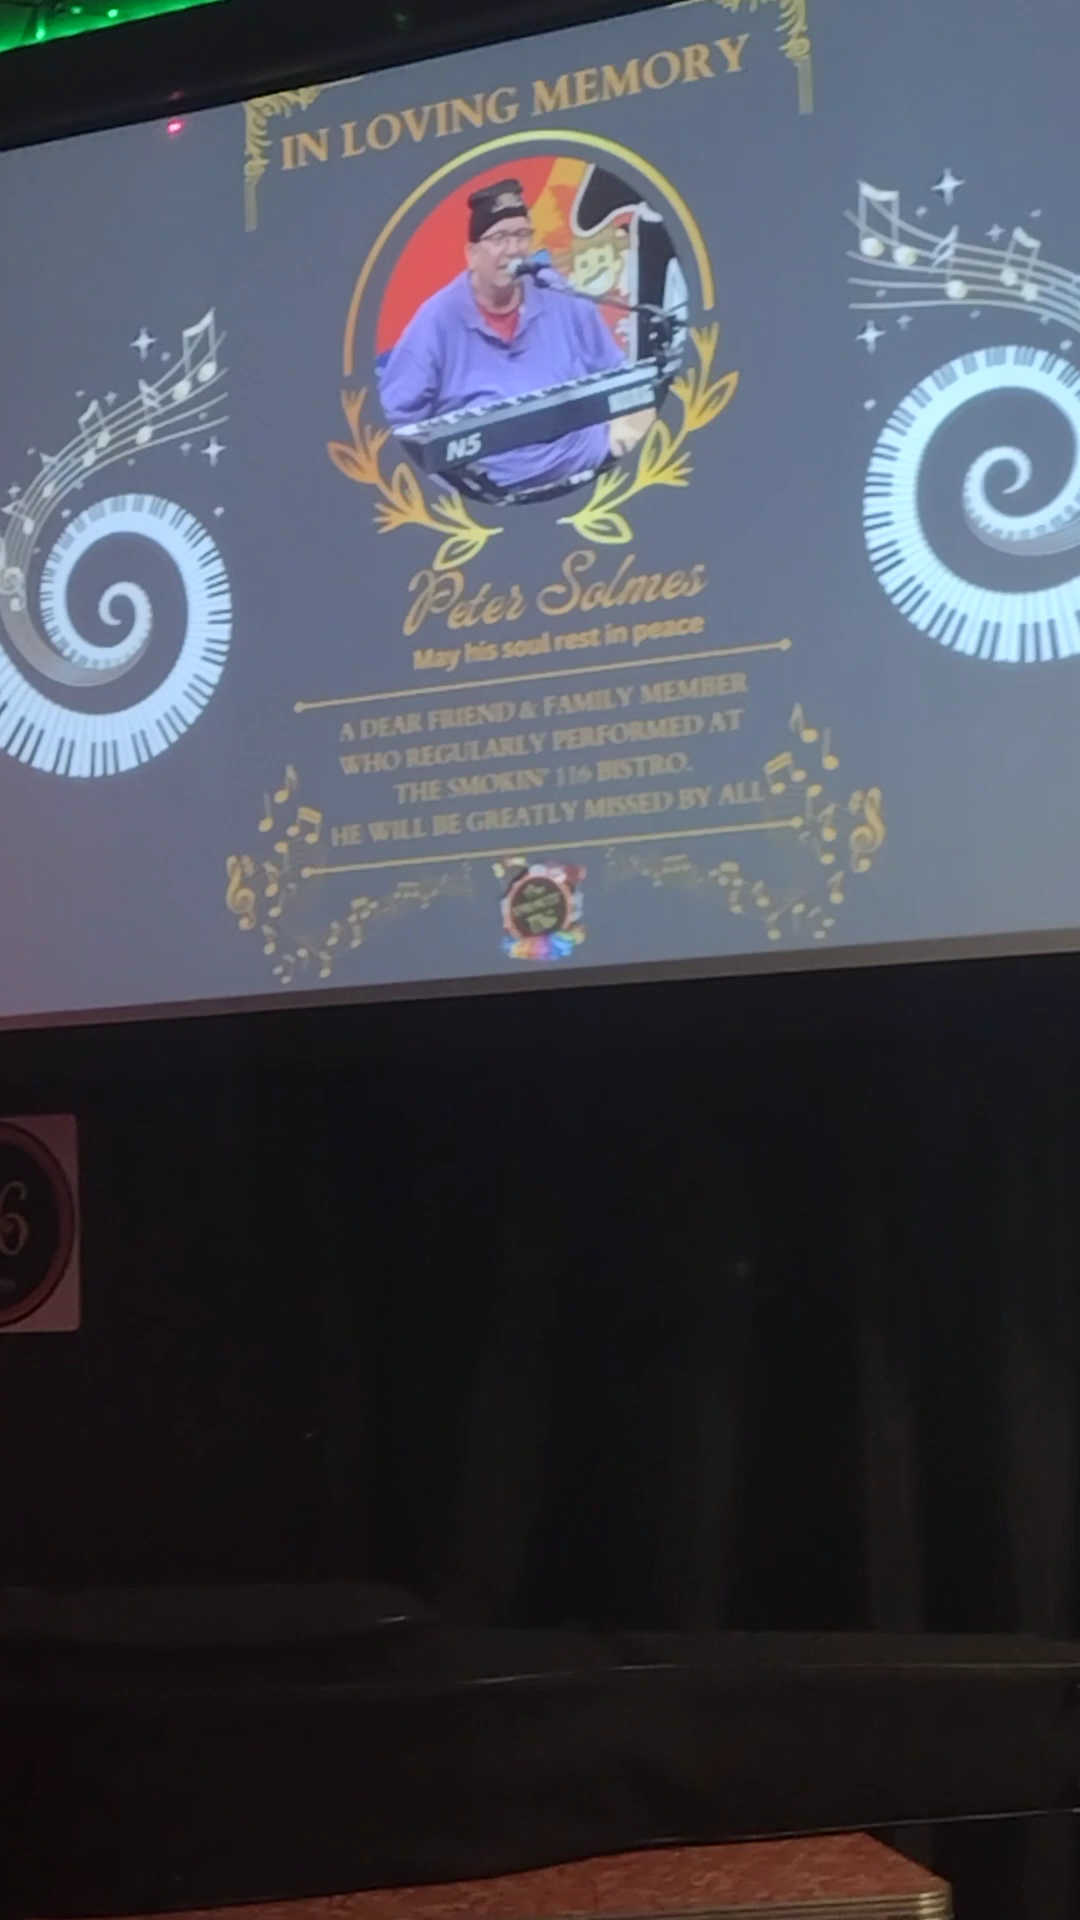 IN LOVING MEMORY
N5
Peter Solmes
May his soul rest in peace
A DEAR FRIEND & FAMILY MEMBER
WHO REGULARLY PERFORMED AT
THE SMOKIN' 116 BISTRO.
HE WILL BE GREATLY MISSED BY ALL
6